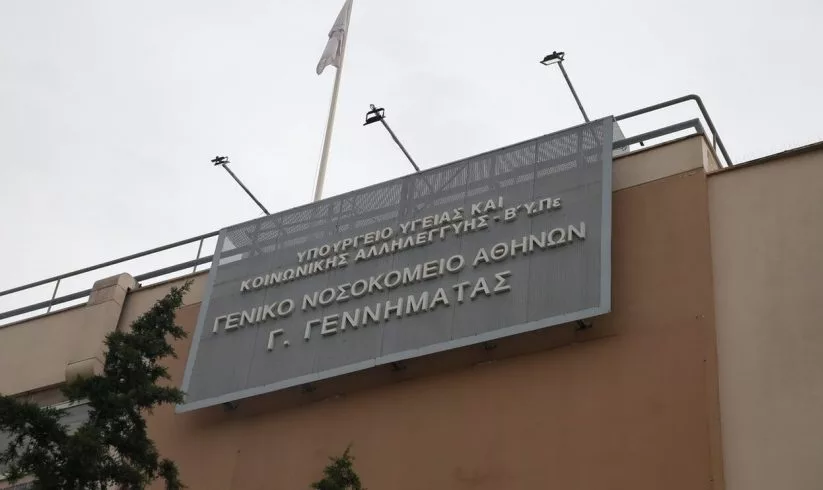 ΥΠΟΥΡΓΕΙΟ ΥΓΕΙΑΣ ΚΑΙ
ΚΟΙΝΩΝΙΚΗΣ ΑΛΛΗΛΕΓΓΥΗΣ - Β΄ Υ.Πε
ΓΕΝΙΚΟ ΝΟΣΟΚΟΜΕΙΟ ΑΘΗΝΩΝ
Γ. ΓΕΝΝΗΜΑΤΑΣ